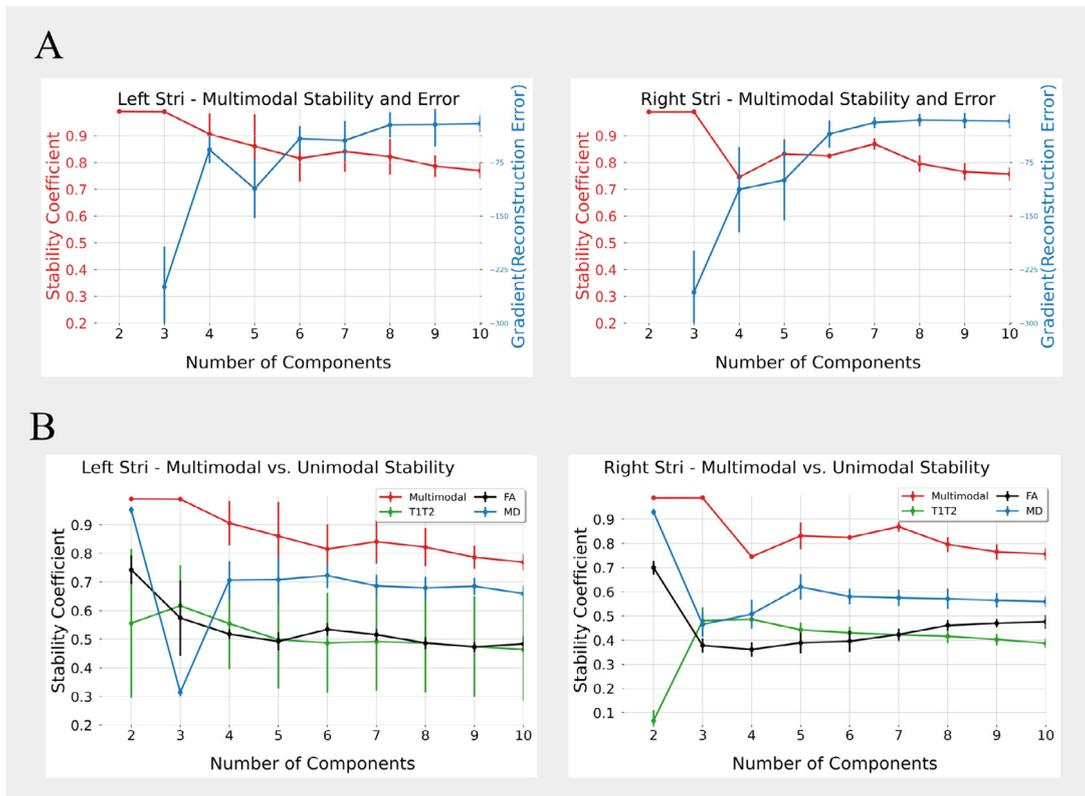 A
Left Stri - Multimodal Stability and Error
Stability Coefficient
0.9
0.8
0.7
0.6
0.5
0.4
0.3
0.2
2 3 4 5 6 7 8 9 10
Number of Components
-75
-150
-225
-300
Gradient(Reconstruction Error)
Right Stri - Multimodal Stability and Error
Stability Coefficient
0.9
0.8
0.7
0.6
0.5
0.4
0.3
0.2
2 3 4 5 6 7 8 9 10
Number of Components
-75
-150
-225
-300
Gradient(Reconstruction Error)
B
Left Stri - Multimodal vs. Unimodal Stability
Multimodal FA
T1T2 MD
Stability Coefficient
0.9
0.8
0.7
0.6
0.5
0.4
0.3
0.2
2 3 4 5 6 7 8 9 10
Number of Components
Right Stri - Multimodal vs. Unimodal Stability
Multimodal FA
T1T2 MD
Stability Coefficient
0.9
0.8
0.7
0.6
0.5
0.4
0.3
0.2
0.1
2 3 4 5 6 7 8 9 10
Number of Components